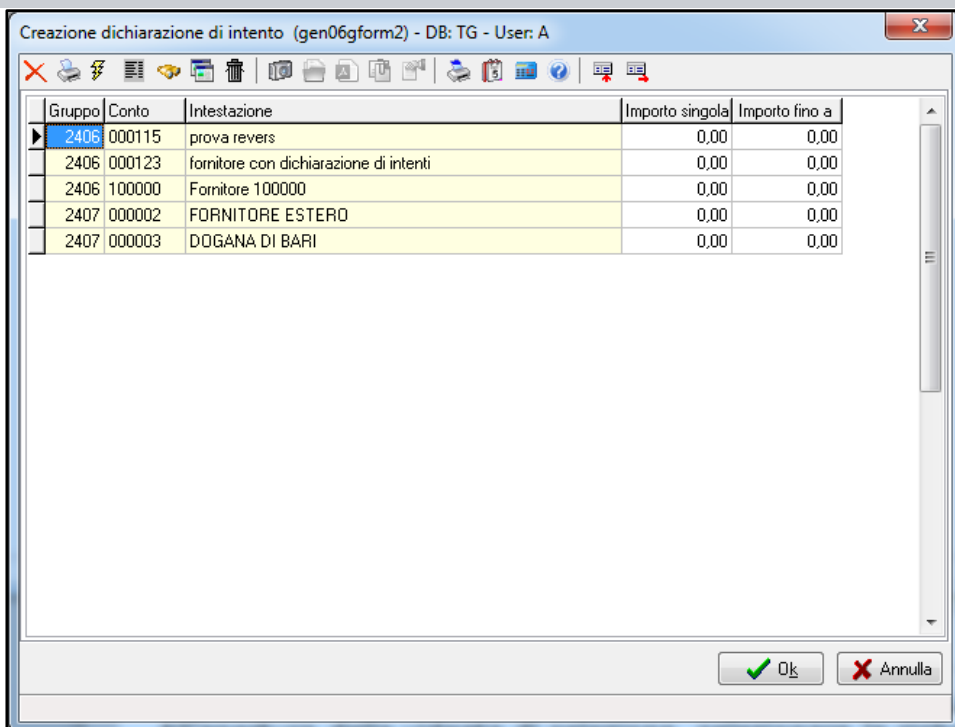 Creazione dichiarazione di intento (gen06gform2) - DB: TG - User: A
Gruppo Conto Intestazione Importo singola Importo fino a
2406 000115 prova revers 0,00 0,00
2406 000123 fornitore con dichiarazione di intenti 0,00 0,00
2406 100000 Fornitore 100000 0,00 0,00
2407 000002 FORNITORE ESTERO 0,00 0,00
2407 000003 DOGANA DI BARI 0,00 0,00
Ok Annulla